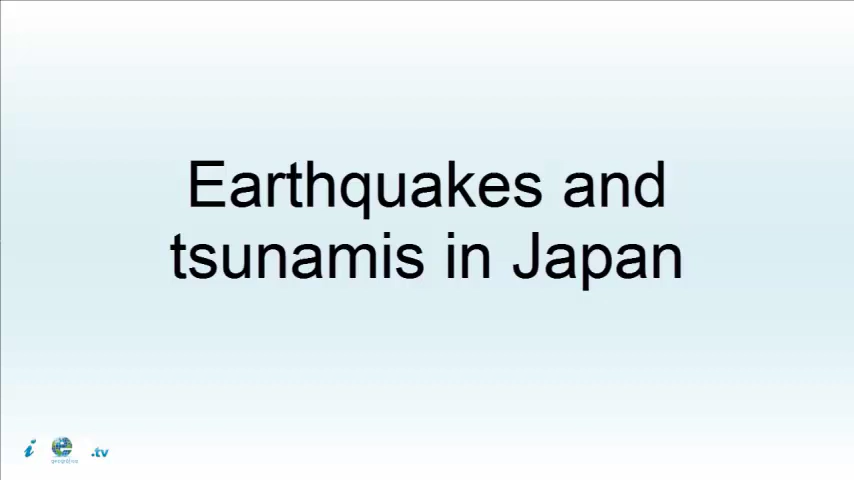 Earthquakes and
tsunamis in Japan
i e .tv